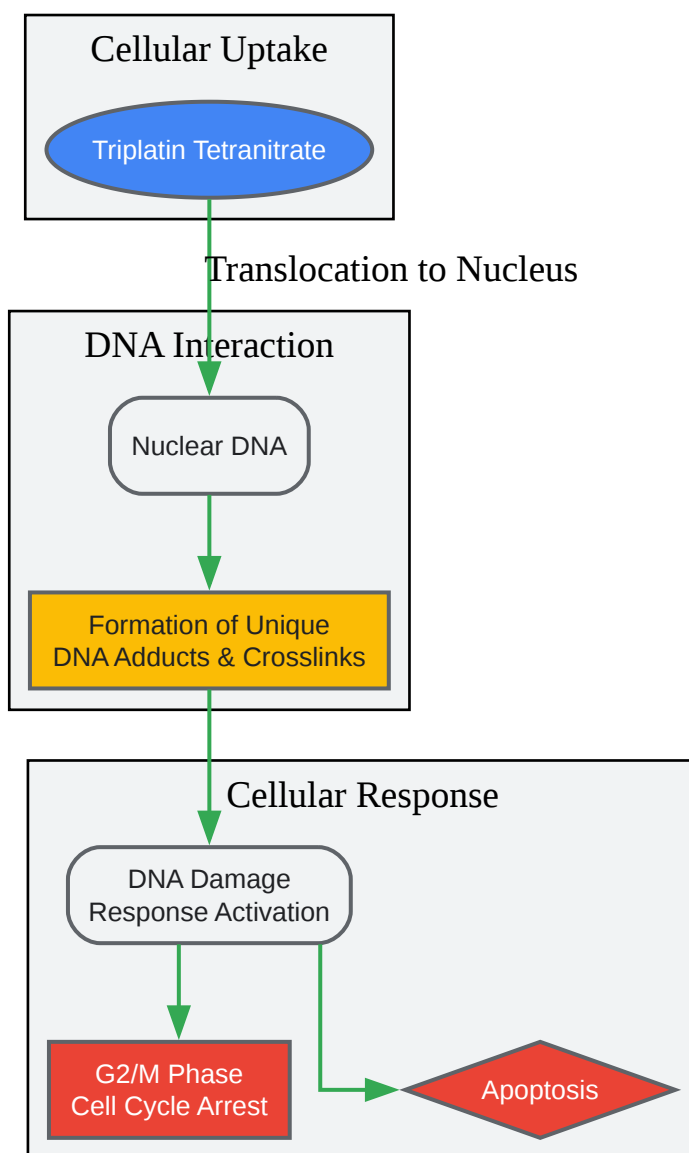 Cellular Uptake
Triplatin Tetranitrate
Translocation to Nucleus
DNA Interaction
Nuclear DNA
Formation of Unique
DNA Adducts & Crosslinks
Cellular Response
DNA Damage
Response Activation
G2/M Phase
Cell Cycle Arrest
Apoptosis